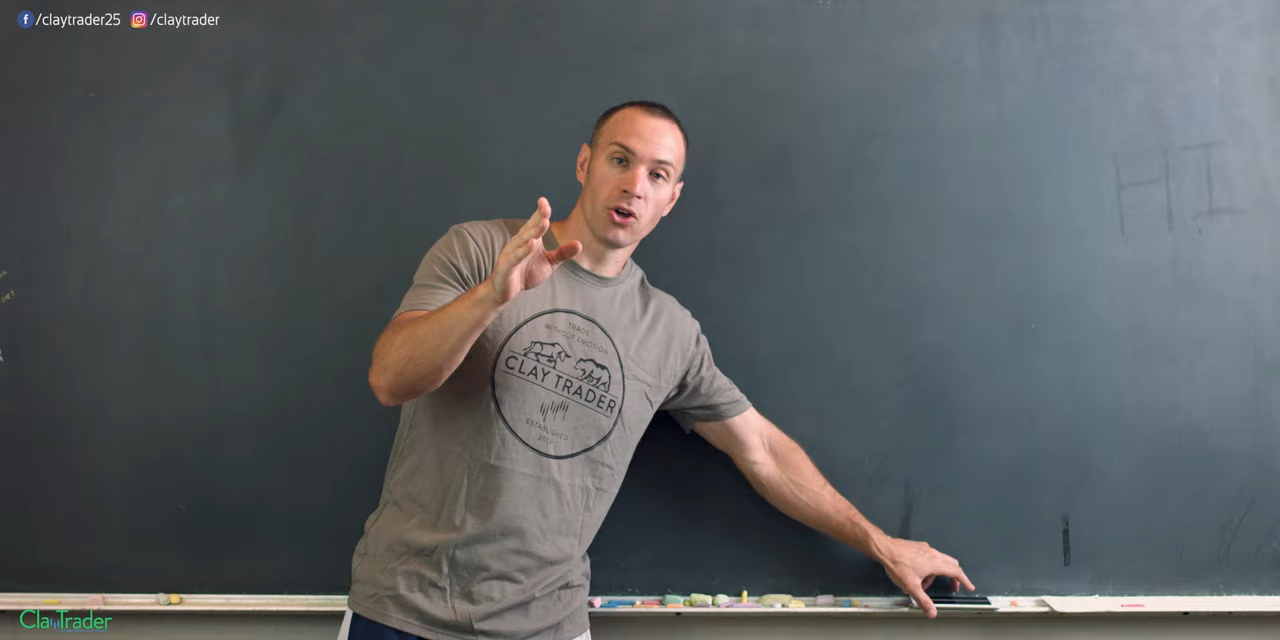 /claytrader25 /claytrader
HI
TRADE
WITHOUT EMOTION
CLAY TRADER
ESTABLISHED
ClayTrader